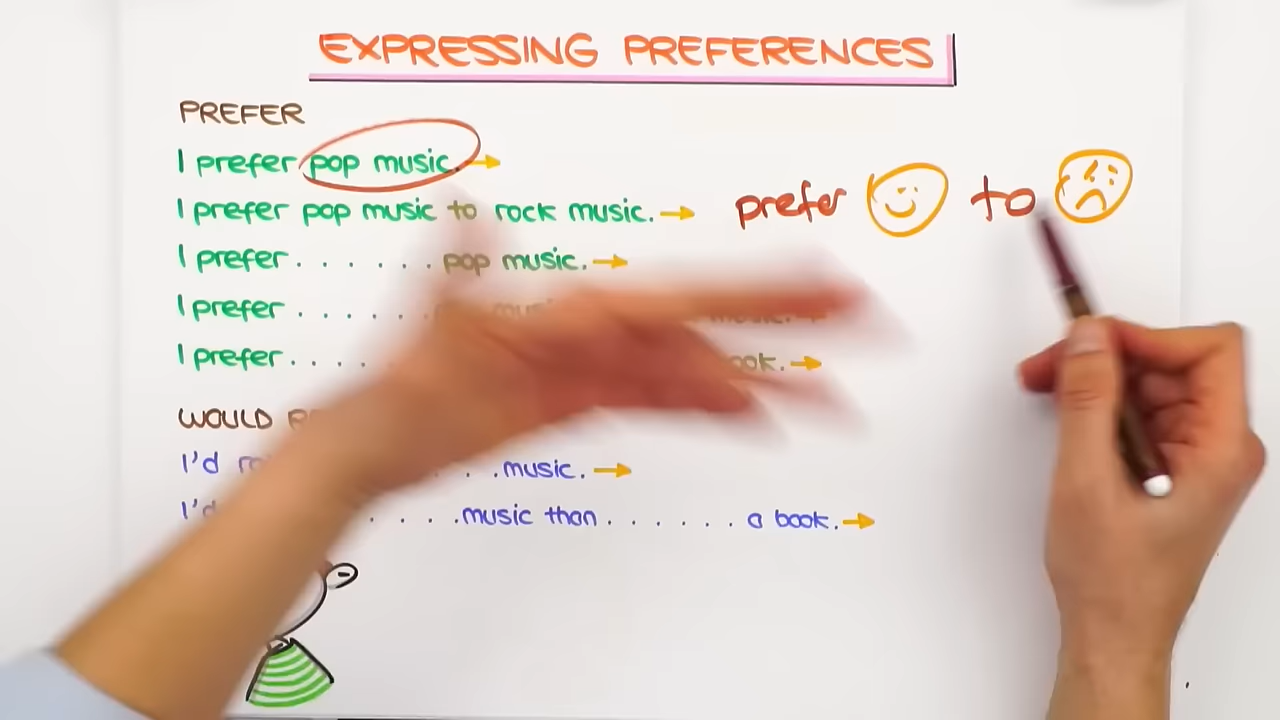 EXPRESSING PREFERENCES
PREFER
I prefer pop music.
I prefer pop music to rock music.
prefer to
I prefer . . . . . . pop music.
I prefer . . . . . .
I prefer . . . . ook.
WOULD
I'd . . music.
I'd . . . . music than . . . . . . a book.